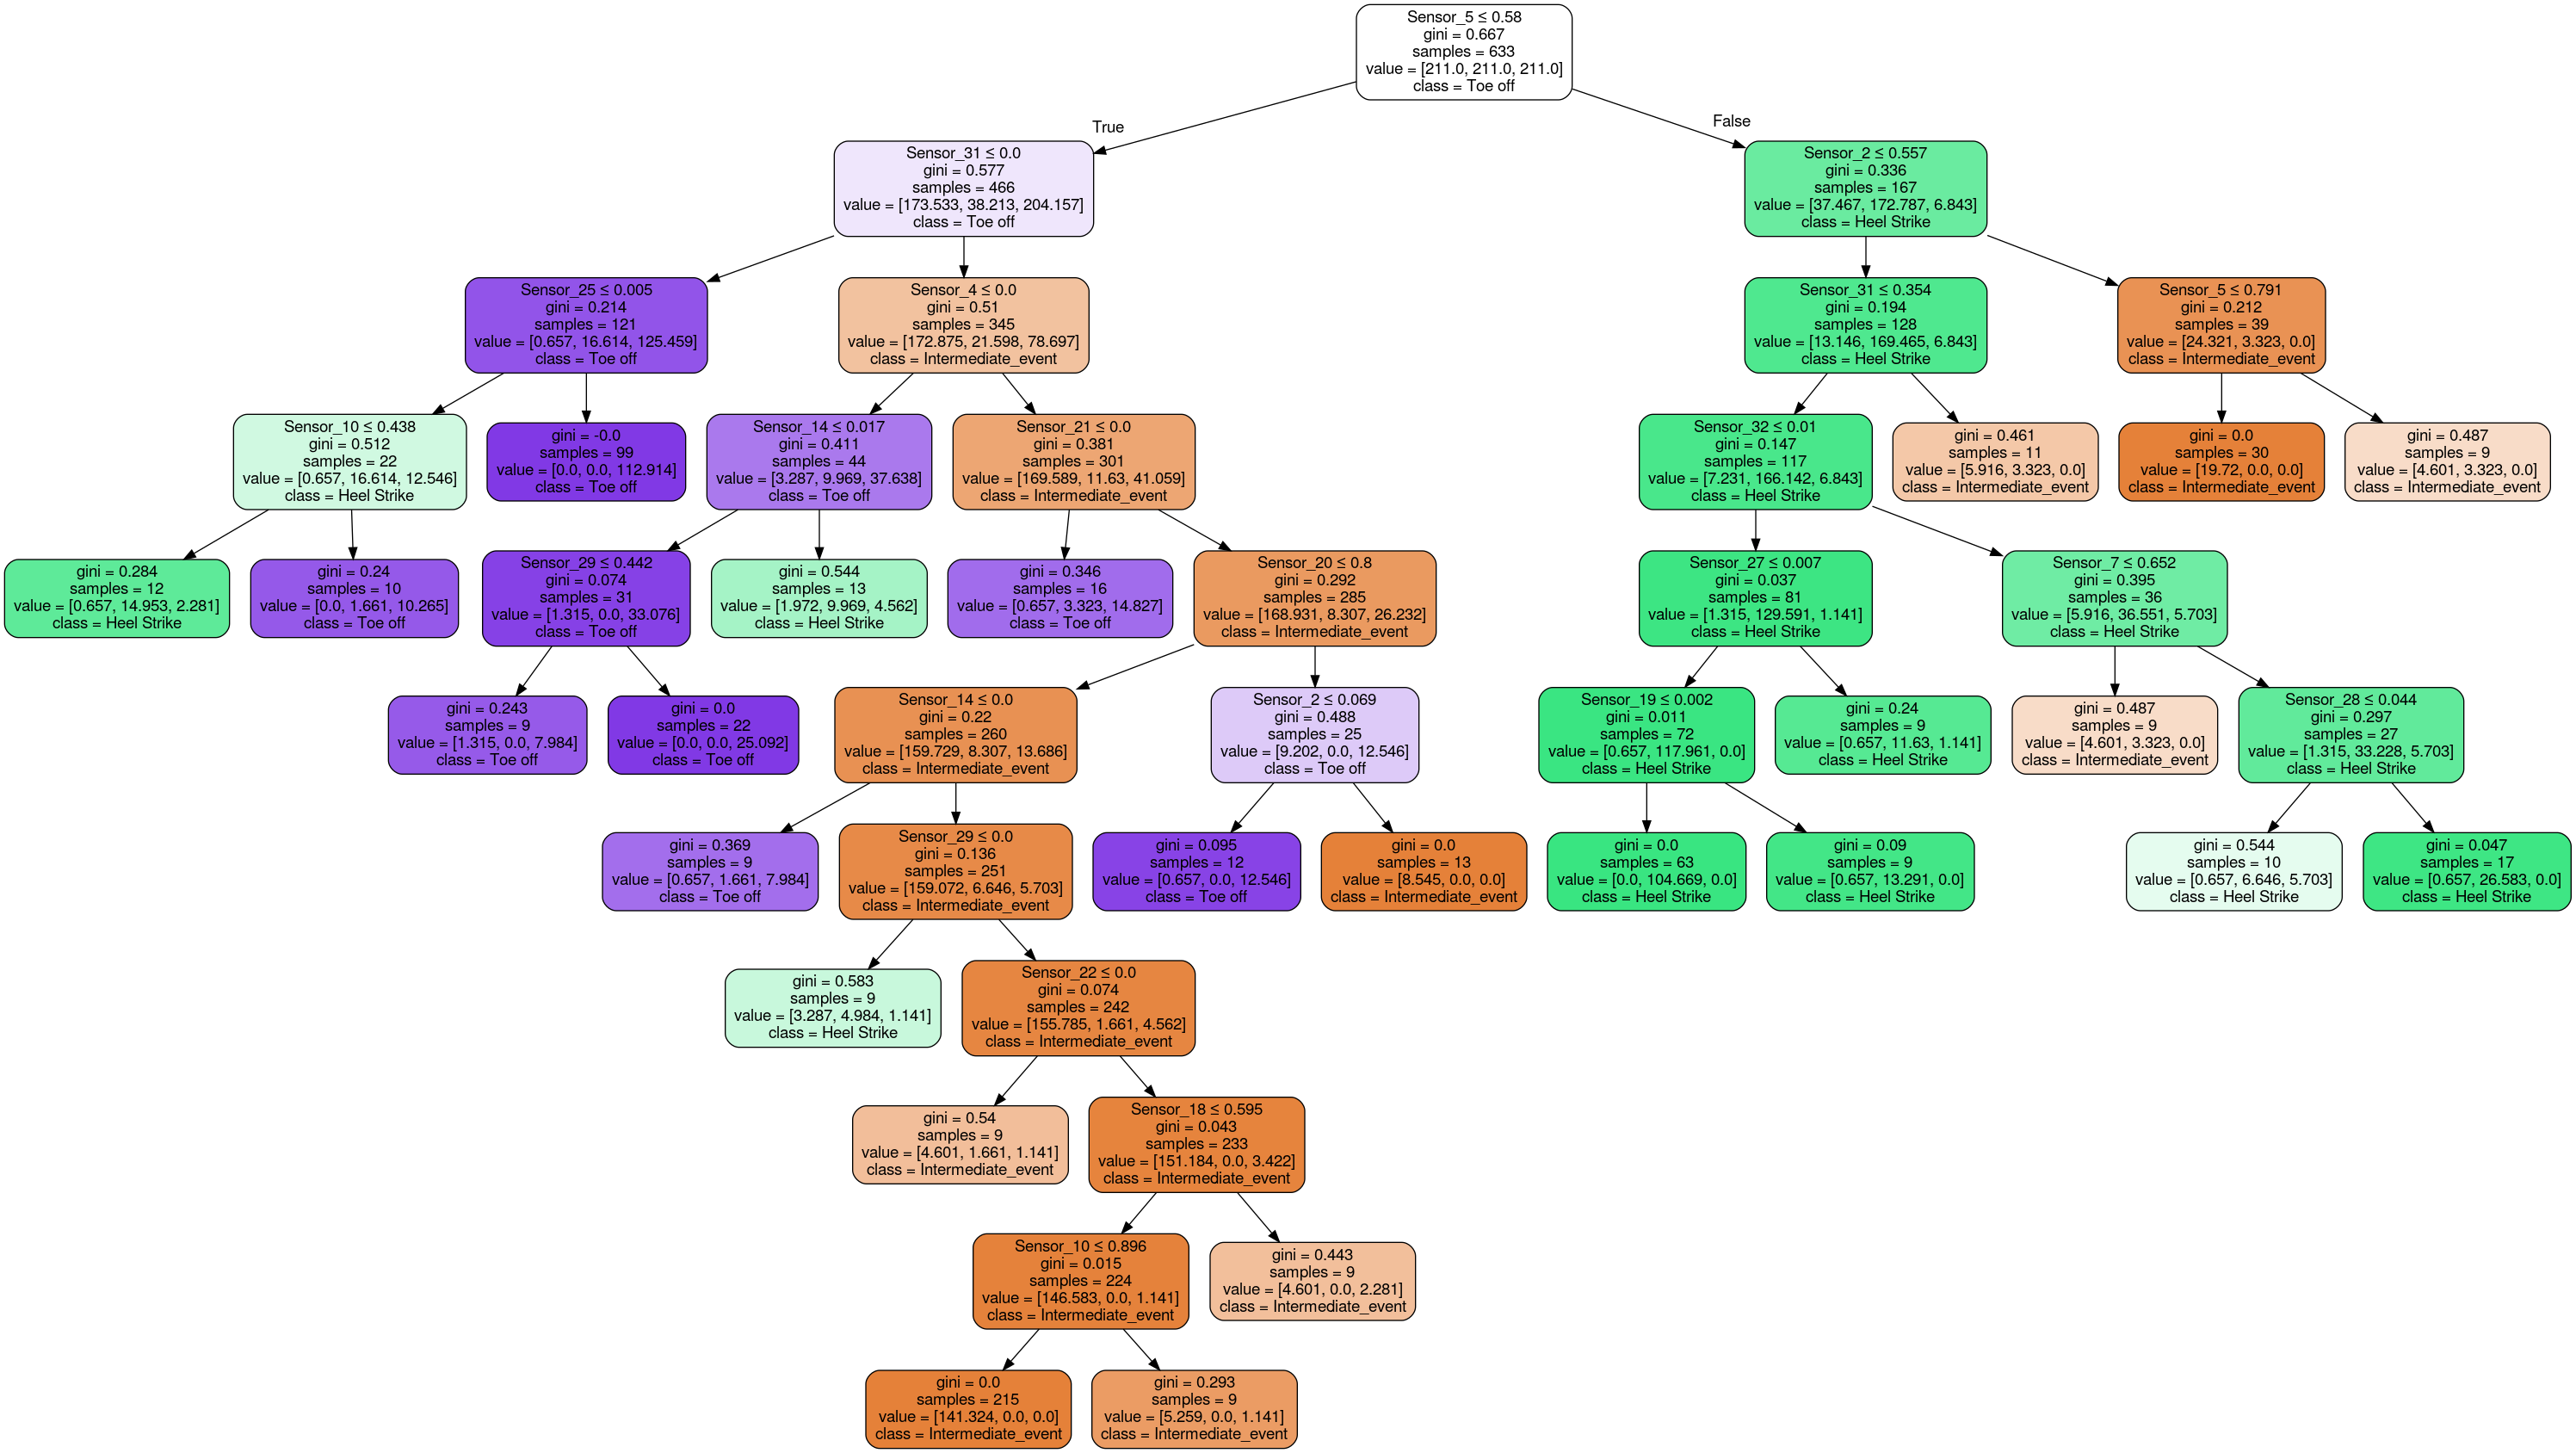 Sensor_5 ≤ 0.58
gini = 0.667
samples = 633
value = [211.0, 211.0, 211.0]
class = Toe off
True
False
Sensor_31 ≤ 0.0
gini = 0.577
samples = 466
value = [173.533, 38.213, 204.157]
class = Toe off
Sensor_2 ≤ 0.557
gini = 0.336
samples = 167
value = [37.467, 172.787, 6.843]
class = Heel Strike
Sensor_25 ≤ 0.005
gini = 0.214
samples = 121
value = [0.657, 16.614, 125.459]
class = Toe off
Sensor_4 ≤ 0.0
gini = 0.51
samples = 345
value = [172.875, 21.598, 78.697]
class = Intermediate_event
Sensor_31 ≤ 0.354
gini = 0.194
samples = 128
value = [13.146, 169.465, 6.843]
class = Heel Strike
Sensor_5 ≤ 0.791
gini = 0.212
samples = 39
value = [24.321, 3.323, 0.0]
class = Intermediate_event
Sensor_10 ≤ 0.438
gini = 0.512
samples = 22
value = [0.657, 16.614, 12.546]
class = Heel Strike
gini = -0.0
samples = 99
value = [0.0, 0.0, 112.914]
class = Toe off
Sensor_14 ≤ 0.017
gini = 0.411
samples = 44
value = [3.287, 9.969, 37.638]
class = Toe off
Sensor_21 ≤ 0.0
gini = 0.381
samples = 301
value = [169.589, 11.63, 41.059]
class = Intermediate_event
Sensor_32 ≤ 0.01
gini = 0.147
samples = 117
value = [7.231, 166.142, 6.843]
class = Heel Strike
gini = 0.461
samples = 11
value = [5.916, 3.323, 0.0]
class = Intermediate_event
gini = 0.0
samples = 30
value = [19.72, 0.0, 0.0]
class = Intermediate_event
gini = 0.487
samples = 9
value = [4.601, 3.323, 0.0]
class = Intermediate_event
gini = 0.284
samples = 12
value = [0.657, 14.953, 2.281]
class = Heel Strike
gini = 0.24
samples = 10
value = [0.0, 1.661, 10.265]
class = Toe off
Sensor_29 ≤ 0.442
gini = 0.074
samples = 31
value = [1.315, 0.0, 33.076]
class = Toe off
gini = 0.544
samples = 13
value = [1.972, 9.969, 4.562]
class = Heel Strike
gini = 0.346
samples = 16
value = [0.657, 3.323, 14.827]
class = Toe off
Sensor_20 ≤ 0.8
gini = 0.292
samples = 285
value = [168.931, 8.307, 26.232]
class = Intermediate_event
Sensor_27 ≤ 0.007
gini = 0.037
samples = 81
value = [1.315, 129.591, 1.141]
class = Heel Strike
Sensor_7 ≤ 0.652
gini = 0.395
samples = 36
value = [5.916, 36.551, 5.703]
class = Heel Strike
gini = 0.243
samples = 9
value = [1.315, 0.0, 7.984]
class = Toe off
gini = 0.0
samples = 22
value = [0.0, 0.0, 25.092]
class = Toe off
Sensor_14 ≤ 0.0
gini = 0.22
samples = 260
value = [159.729, 8.307, 13.686]
class = Intermediate_event
Sensor_2 ≤ 0.069
gini = 0.488
samples = 25
value = [9.202, 0.0, 12.546]
class = Toe off
Sensor_19 ≤ 0.002
gini = 0.011
samples = 72
value = [0.657, 117.961, 0.0]
class = Heel Strike
gini = 0.24
samples = 9
value = [0.657, 11.63, 1.141]
class = Heel Strike
gini = 0.487
samples = 9
value = [4.601, 3.323, 0.0]
class = Intermediate_event
Sensor_28 ≤ 0.044
gini = 0.297
samples = 27
value = [1.315, 33.228, 5.703]
class = Heel Strike
gini = 0.369
samples = 9
value = [0.657, 1.661, 7.984]
class = Toe off
Sensor_29 ≤ 0.0
gini = 0.136
samples = 251
value = [159.072, 6.646, 5.703]
class = Intermediate_event
gini = 0.095
samples = 12
value = [0.657, 0.0, 12.546]
class = Toe off
gini = 0.0
samples = 13
value = [8.545, 0.0, 0.0]
class = Intermediate_event
gini = 0.0
samples = 63
value = [0.0, 104.669, 0.0]
class = Heel Strike
gini = 0.09
samples = 9
value = [0.657, 13.291, 0.0]
class = Heel Strike
gini = 0.544
samples = 10
value = [0.657, 6.646, 5.703]
class = Heel Strike
gini = 0.047
samples = 17
value = [0.657, 26.583, 0.0]
class = Heel Strike
gini = 0.583
samples = 9
value = [3.287, 4.984, 1.141]
class = Heel Strike
Sensor_22 ≤ 0.0
gini = 0.074
samples = 242
value = [155.785, 1.661, 4.562]
class = Intermediate_event
gini = 0.54
samples = 9
value = [4.601, 1.661, 1.141]
class = Intermediate_event
Sensor_18 ≤ 0.595
gini = 0.043
samples = 233
value = [151.184, 0.0, 3.422]
class = Intermediate_event
Sensor_10 ≤ 0.896
gini = 0.015
samples = 224
value = [146.583, 0.0, 1.141]
class = Intermediate_event
gini = 0.443
samples = 9
value = [4.601, 0.0, 2.281]
class = Intermediate_event
gini = 0.0
samples = 215
value = [141.324, 0.0, 0.0]
class = Intermediate_event
gini = 0.293
samples = 9
value = [5.259, 0.0, 1.141]
class = Intermediate_event